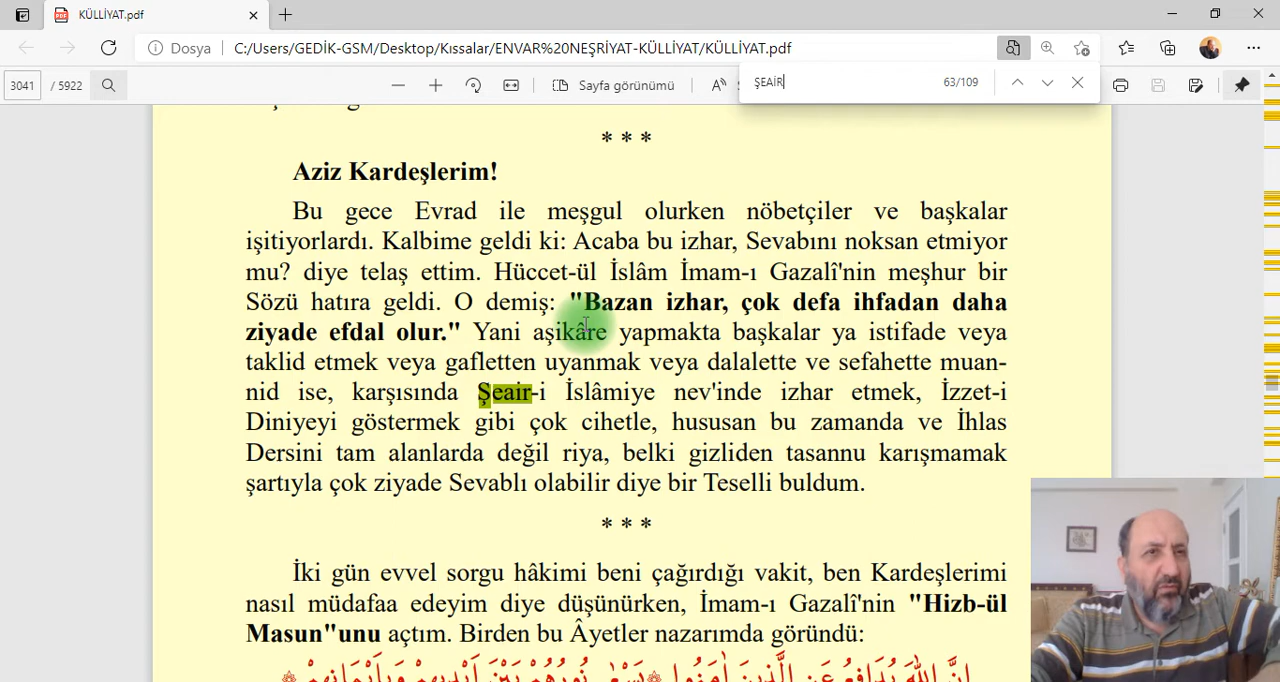 KÜLLİYAT.pdf
Dosya
C:/Users/GEDİK-GSM/Desktop/Kıssalar/ENVAR%20NEŞRİYAT-KÜLLİYAT/KÜLLİYAT.pdf
3041 / 5922
Sayfa görünümü
ŞEAİR
63/109
* * *
Aziz Kardeşlerim!
Bu gece Evrad ile meşgul olurken nöbetçiler ve başkalar
işitiyorlardı. Kalbime geldi ki: Acaba bu izhar, Sevabını noksan etmiyor
mu? diye telaş ettim. Hüccet-ül İslâm İmam-ı Gazalî'nin meşhur bir
Sözü hatıra geldi. O demiş: "Bazan izhar, çok defa ihfadan daha
ziyade efdal olur." Yani aşikâre yapmakta başkalar ya istifade veya
taklid etmek veya gafletten uyanmak veya dalalette ve sefahette muan-
nid ise, karşısında Şeair-i İslâmiye nev'inde izhar etmek, İzzet-i
Diniyeyi göstermek gibi çok cihetle, hususan bu zamanda ve İhlas
Dersini tam alanlarda değil riya, belki gizliden tasannu karışmamak
şartıyla çok ziyade Sevablı olabilir diye bir Teselli buldum.
* * *
İki gün evvel sorgu hâkimi beni çağırdığı vakit, ben Kardeşlerimi
nasıl müdafaa edeyim diye düşünürken, İmam-ı Gazalî'nin "Hizb-ül
Masun"unu açtım. Birden bu Âyetler nazarımda göründü:
اِنَّ اللّٰهَ يُدَافِعُ عَنِ الَّذِينَ اٰمَنُوا ۞ يَسْعٰى نُورُهُمْ بَيْنَ اَيْدِيهِمْ وَبِاَيْمَانِهِمْ ۞